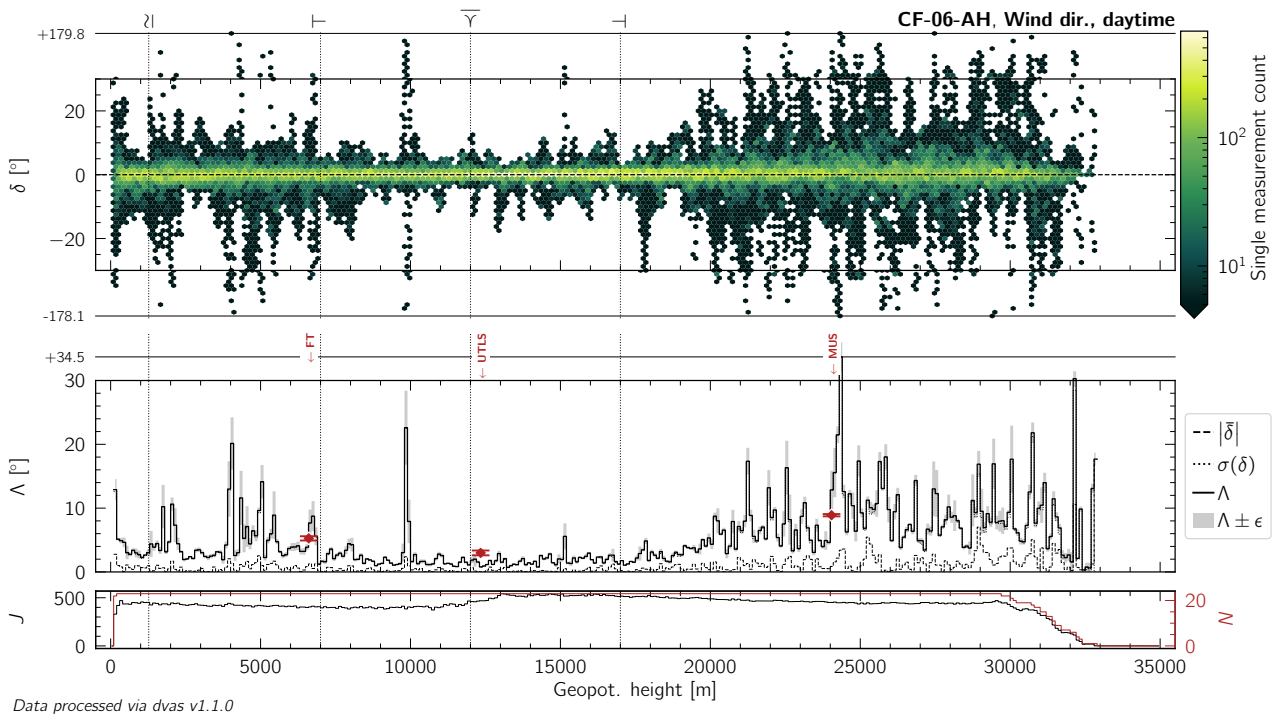 CF-06-AH, Wind dir., daytime
+179.8
20
0
−20
-178.1
δ [°]
10²
10¹
Single measurement count
FT
UTLS
MUS
+34.5
30
20
10
0
Λ [°]
|δ̄|
σ(δ)
Λ
Λ ± ϵ
500
0
J
20
0
N
0 5000 10000 15000 20000 25000 30000 35000
Geopot. height [m]
Data processed via dvas v1.1.0